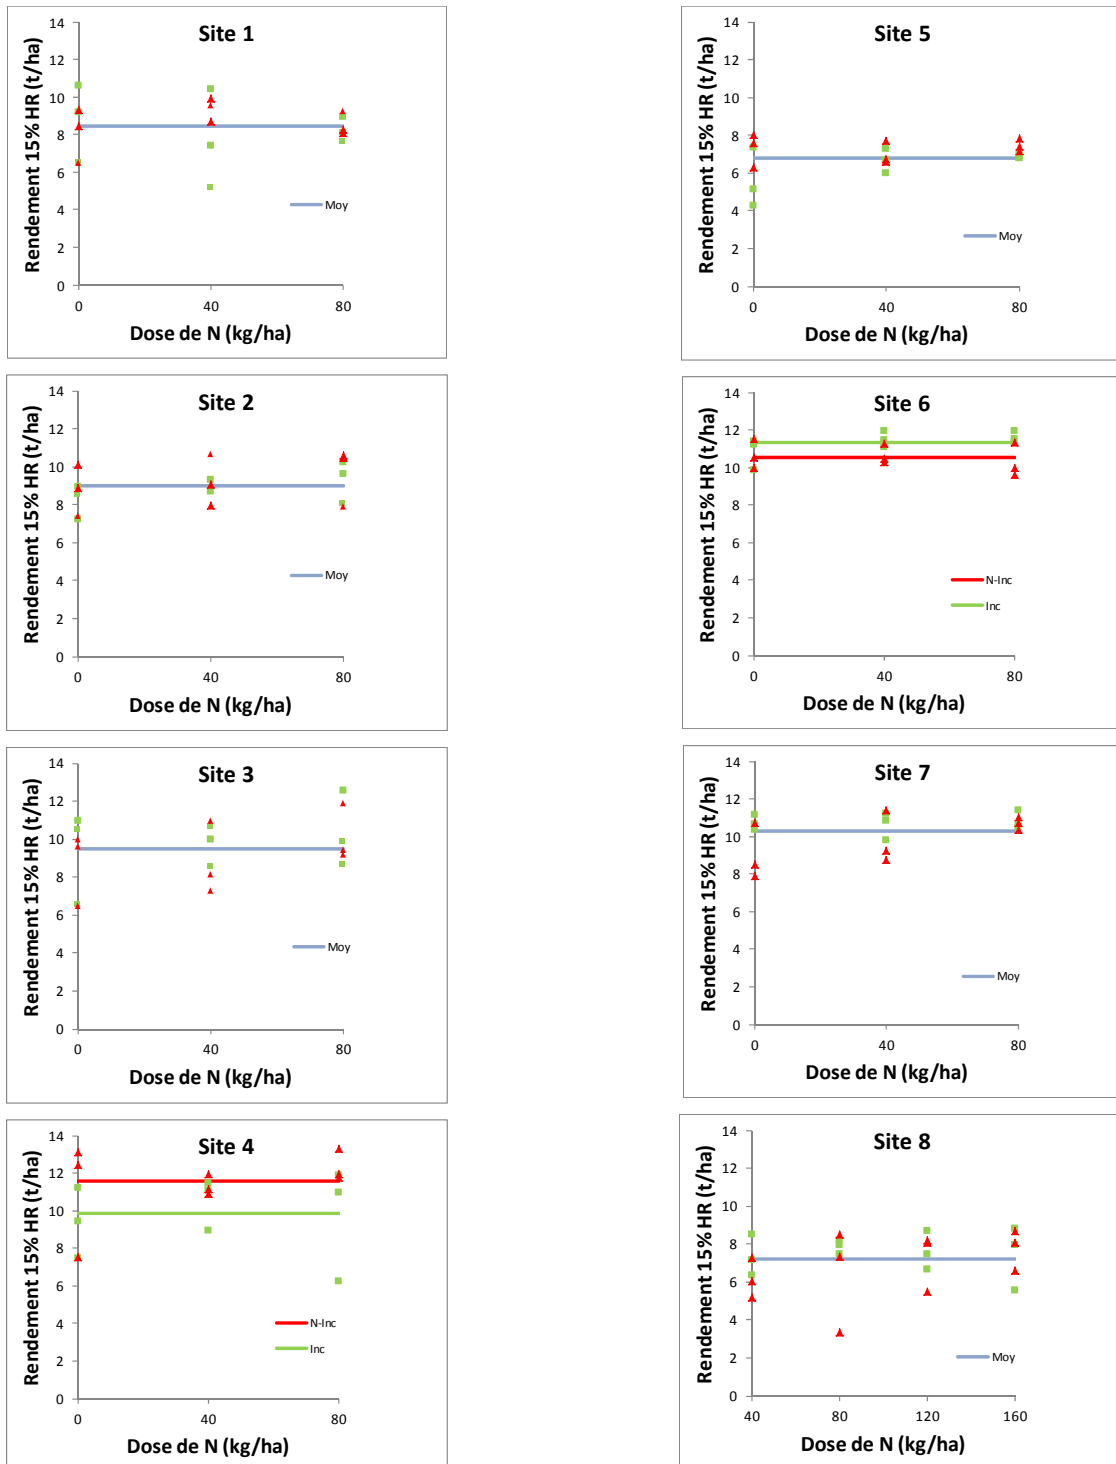 Site 1
Rendement 15% HR (t/ha)
14
12
10
8
6
4
2
0
Moy
0 40 80
Dose de N (kg/ha)
Site 2
Rendement 15% HR (t/ha)
14
12
10
8
6
4
2
0
Moy
0 40 80
Dose de N (kg/ha)
Site 3
Rendement 15% HR (t/ha)
14
12
10
8
6
4
2
0
Moy
0 40 80
Dose de N (kg/ha)
Site 4
Rendement 15% HR (t/ha)
14
12
10
8
6
4
2
0
N-Inc
Inc
0 40 80
Dose de N (kg/ha)
Site 5
Rendement 15% HR (t/ha)
14
12
10
8
6
4
2
0
Moy
0 40 80
Dose de N (kg/ha)
Site 6
Rendement 15% HR (t/ha)
14
12
10
8
6
4
2
0
N-Inc
Inc
0 40 80
Dose de N (kg/ha)
Site 7
Rendement 15% HR (t/ha)
14
12
10
8
6
4
2
0
Moy
0 40 80
Dose de N (kg/ha)
Site 8
Rendement 15% HR (t/ha)
14
12
10
8
6
4
2
0
Moy
40 80 120 160
Dose de N (kg/ha)